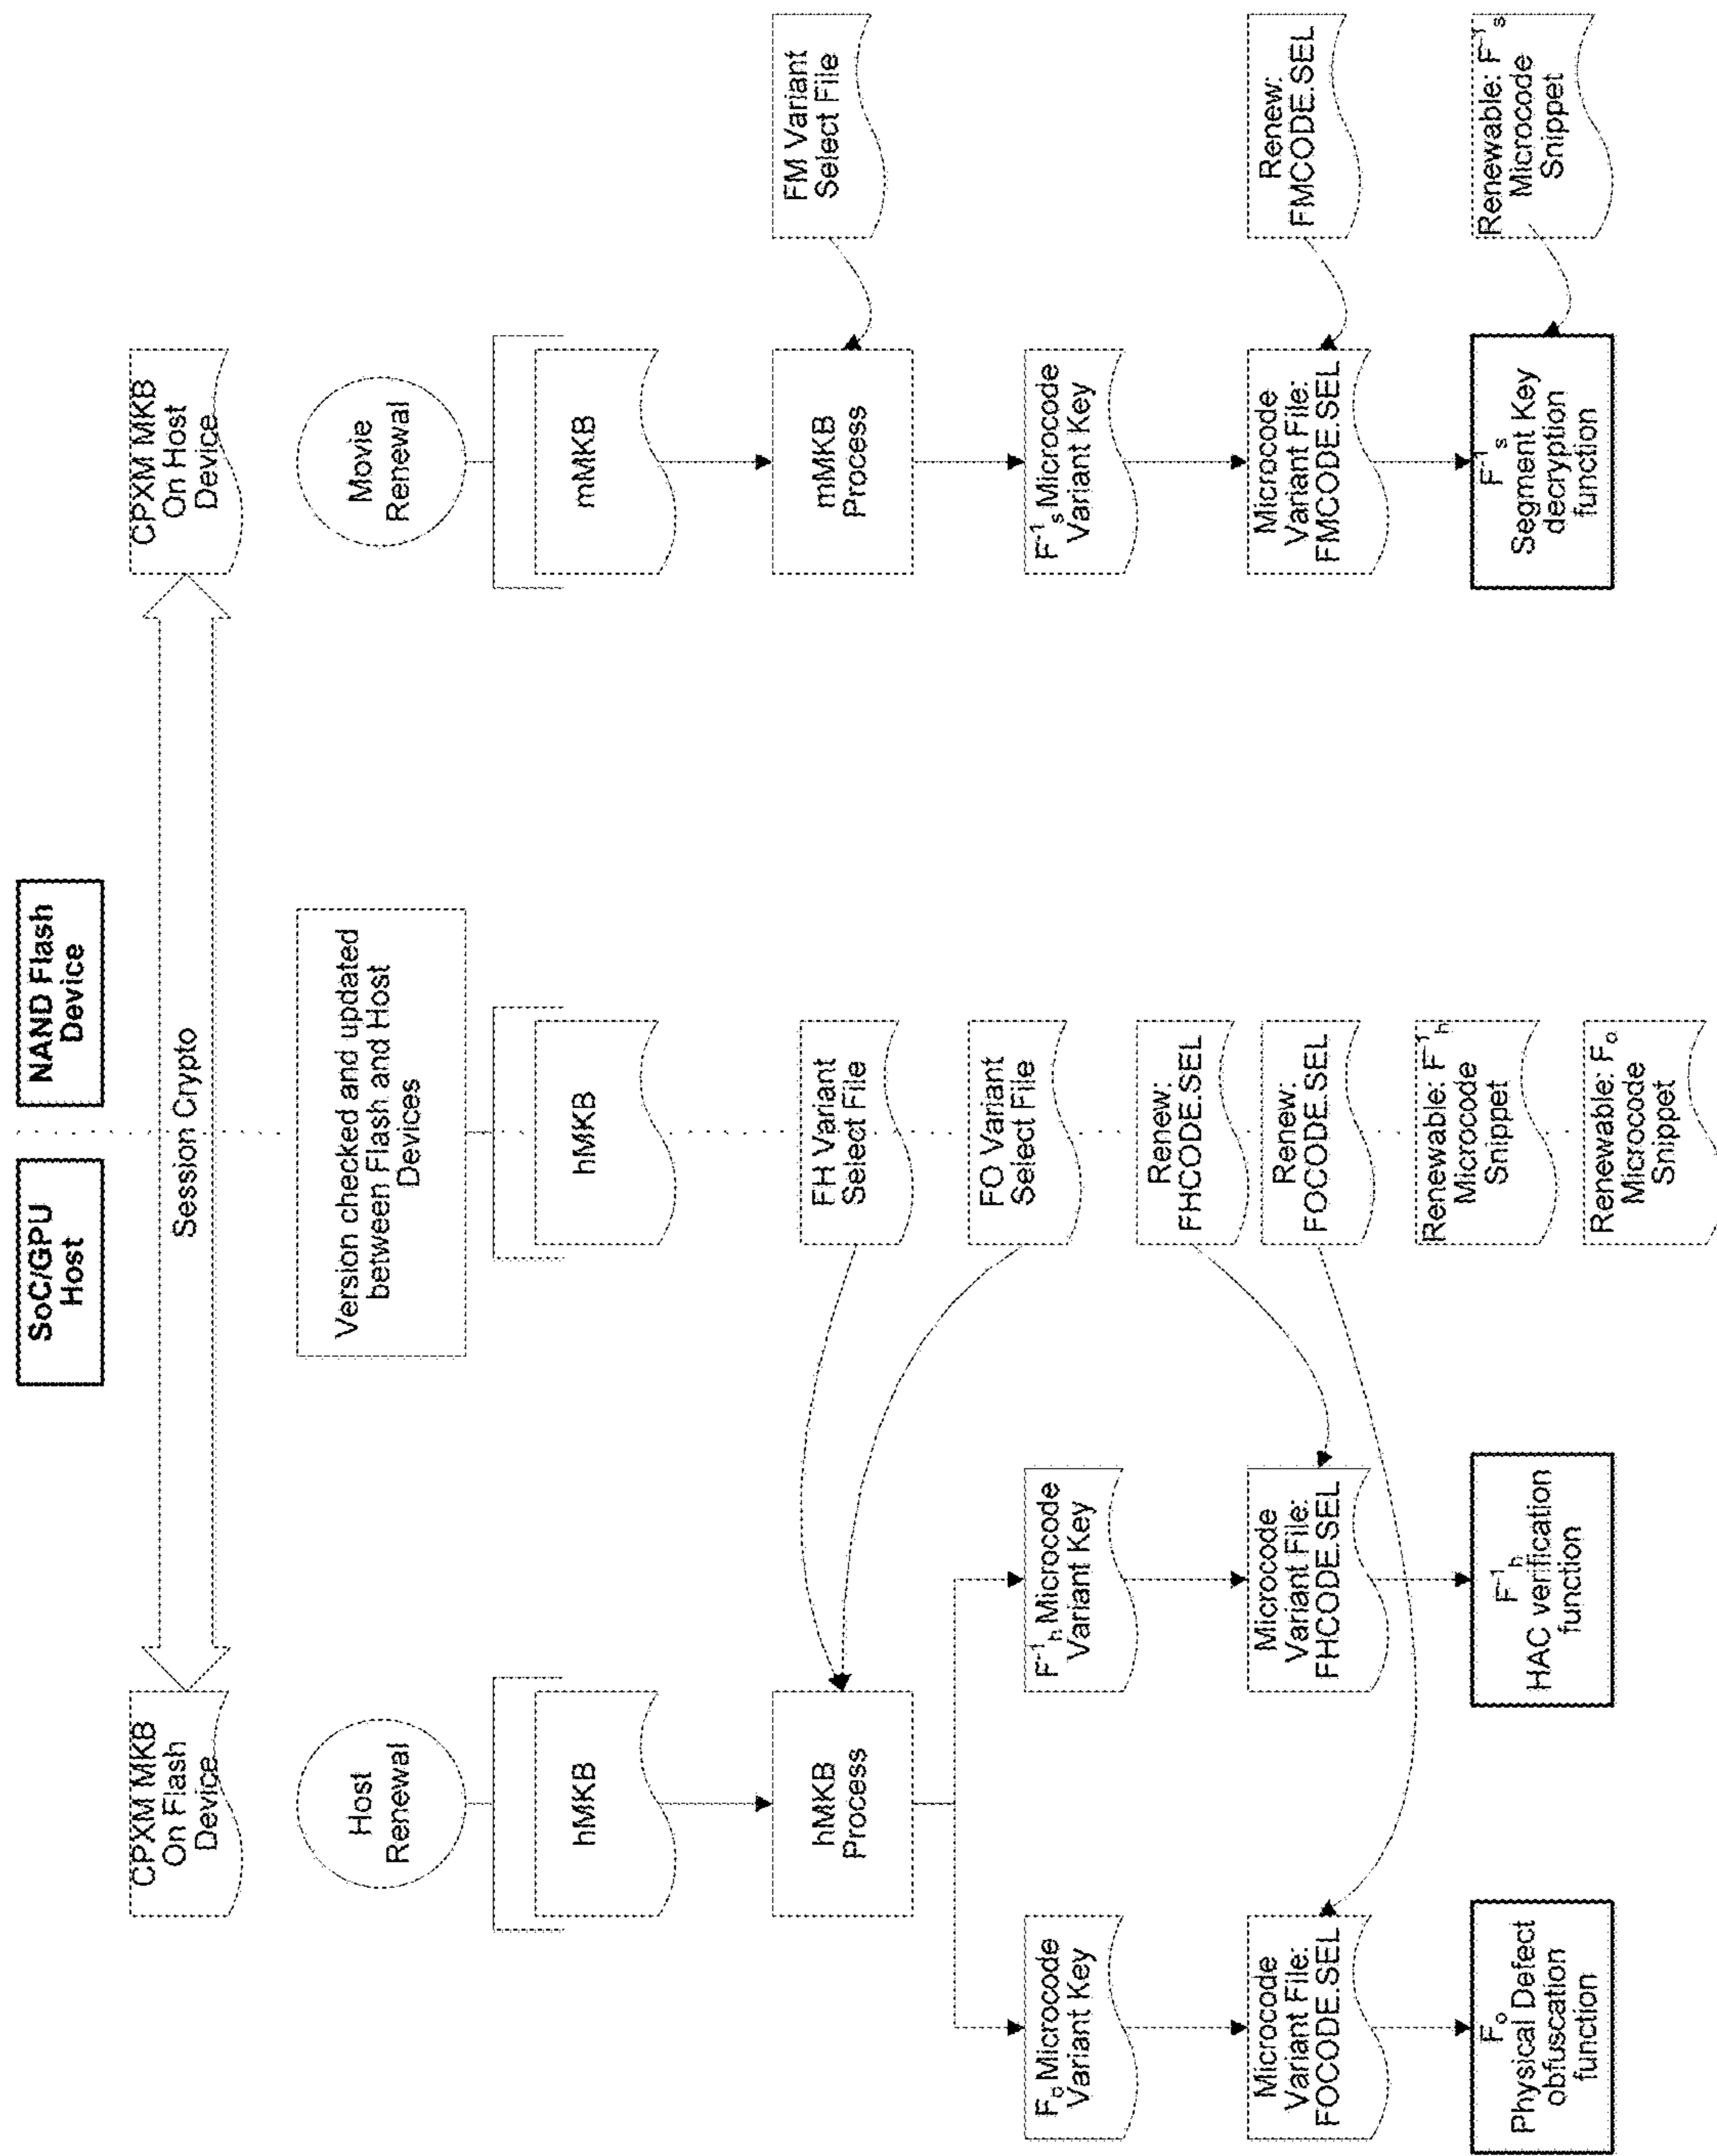 SoC/GPU
Host
NAND Flash
Device
CPXM MKB
On Flash
Device
Session Crypto
CPXM MKB
On Host
Device
Host
Renewal
Version checked and updated
between Flash and Host
Devices
Movie
Renewal
hMKB
hMKB
mMKB
hMKB
Process
FH Variant
Select File
mMKB
Process
FM Variant
Select File
FO Variant
Select File
F₀ Microcode
Variant Key
F⁻¹ₕ Microcode
Variant Key
F⁻¹ₛ Microcode
Variant Key
Renew:
FHCODE.SEL
Microcode
Variant File:
FOCODE.SEL
Microcode
Variant File:
FHCODE.SEL
Renew:
FOCODE.SEL
Microcode
Variant File:
FMCODE.SEL
Renew:
FMCODE.SEL
F₀
Physical Defect
obfuscation
function
F⁻¹ₕ
HAC verification
function
Renewable: F⁻¹ₕ
Microcode
Snippet
F⁻¹ₛ
Segment Key
decryption
function
Renewable: F⁻¹ₛ
Microcode
Snippet
Renewable: F₀
Microcode
Snippet